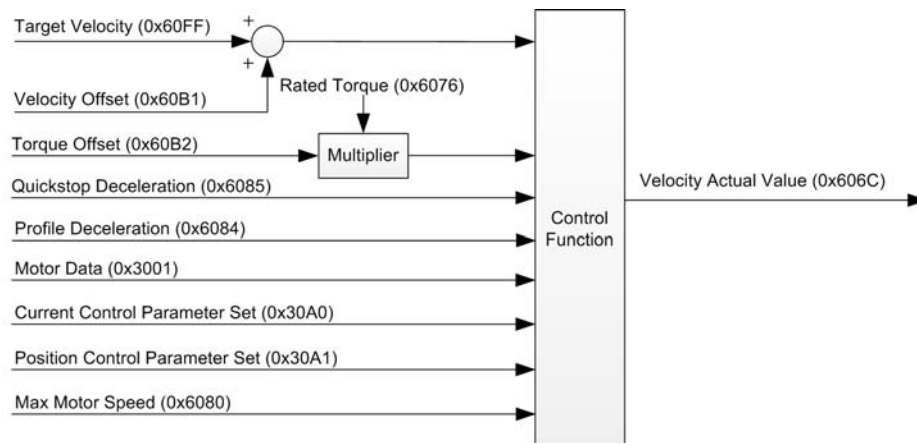 Target Velocity (0x60FF)
+
+
Velocity Offset (0x60B1)
Rated Torque (0x6076)
Torque Offset (0x60B2)
Multiplier
Quickstop Deceleration (0x6085)
Velocity Actual Value (0x606C)
Profile Deceleration (0x6084)
Control
Function
Motor Data (0x3001)
Current Control Parameter Set (0x30A0)
Position Control Parameter Set (0x30A1)
Max Motor Speed (0x6080)